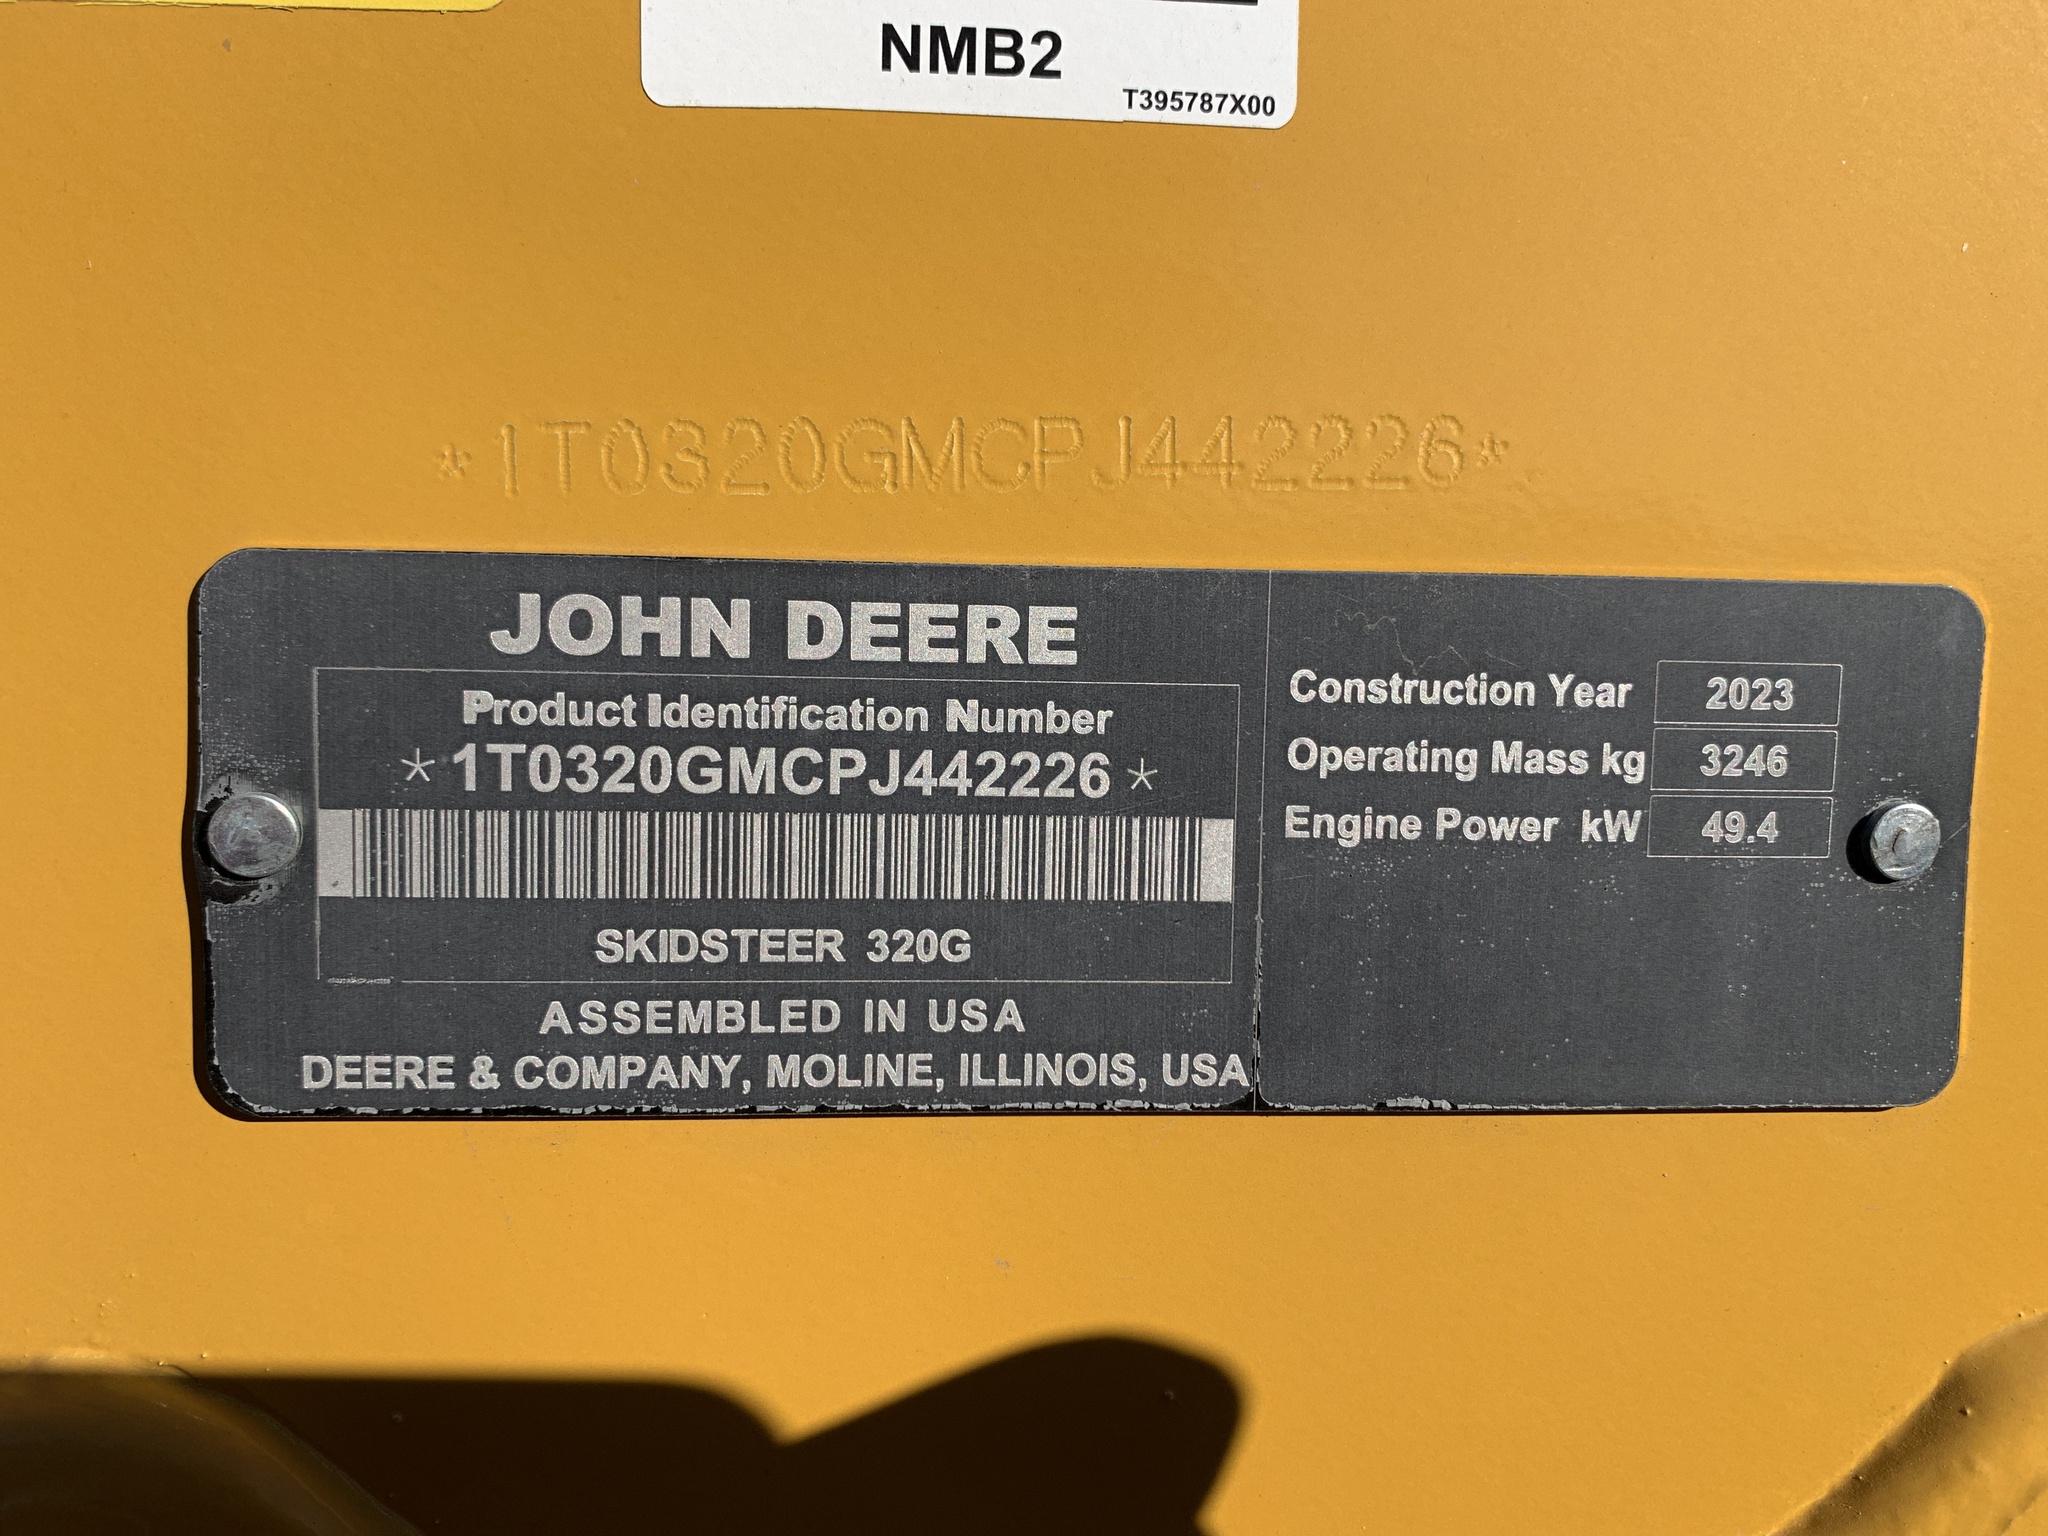 NMB2
T395787X00
*1T0320GMCPJ442226*
JOHN DEERE
Product Identification Number
*1T0320GMCPJ442226*
SKIDSTEER 320G
ASSEMBLED IN USA
DEERE & COMPANY, MOLINE, ILLINOIS, USA
Construction Year 2023
Operating Mass kg 3246
Engine Power kW 49.4